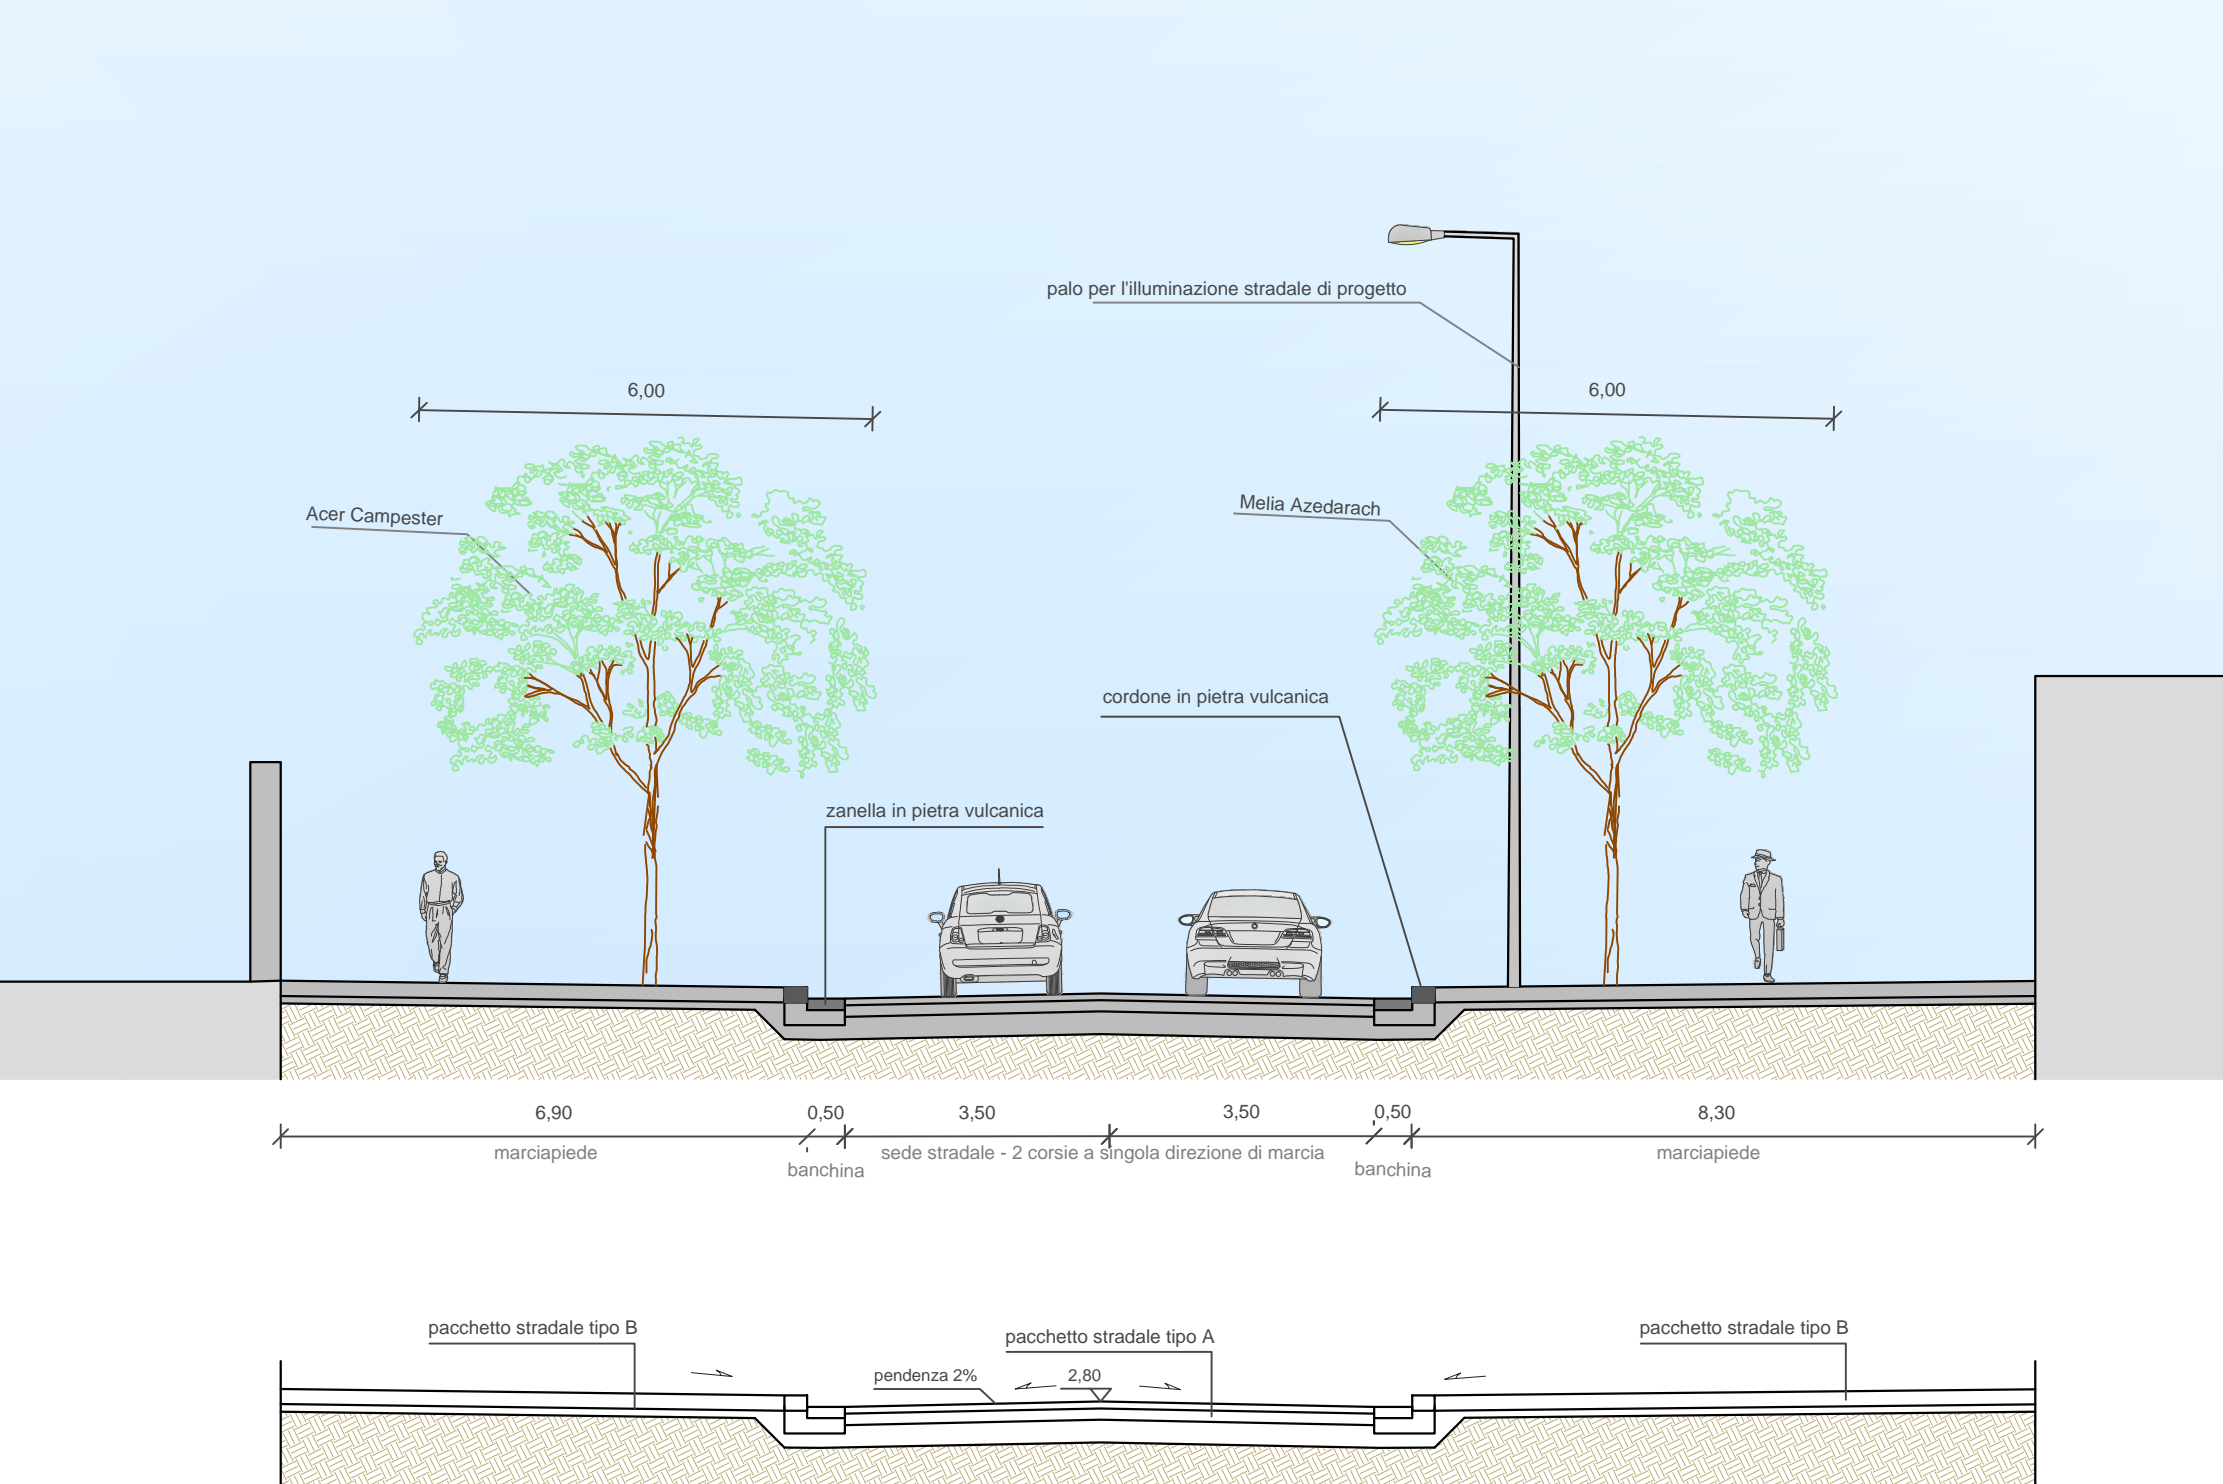 palo per l'illuminazione stradale di progetto
6,00
6,00
Acer Campester
Melia Azedarach
cordone in pietra vulcanica
zanella in pietra vulcanica
6,90
0,50
3,50
3,50
0,50
8,30
marciapiede
banchina
sede stradale - 2 corsie a singola direzione di marcia
banchina
marciapiede
pacchetto stradale tipo B
pacchetto stradale tipo A
pacchetto stradale tipo B
pendenza 2%
2,80